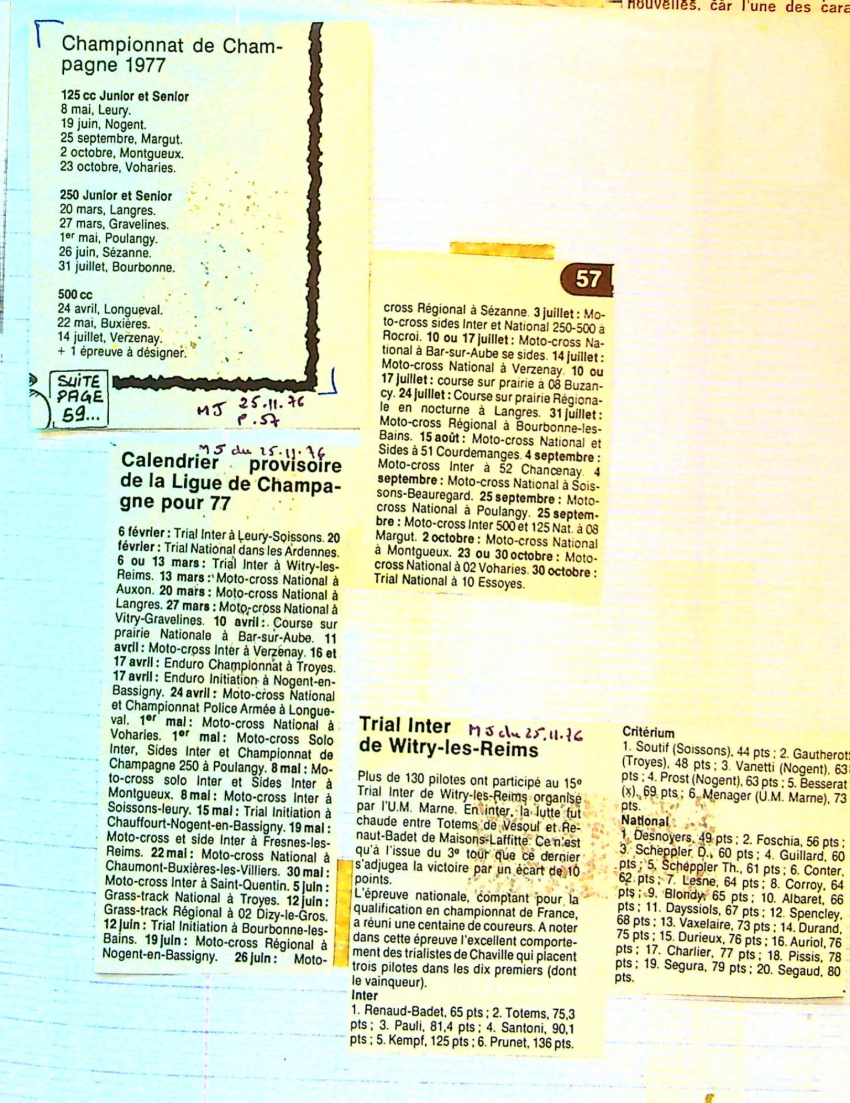 nouvelles. car l'une des cara
Championnat de Cham-
pagne 1977
125 cc Junior et Senior
8 mai, Leury.
19 juin, Nogent.
25 septembre, Margut.
2 octobre, Montgueux.
23 octobre, Voharies.
250 Junior et Senior
20 mars, Langres.
27 mars, Gravelines.
1er mai, Poulangy.
26 juin, Sézanne.
31 juillet, Bourbonne.
500 cc
24 avril, Longueval.
22 mai, Buxières.
14 juillet, Verzenay.
+ 1 épreuve à désigner.
SUITE
PAGE
59...
MJ 25.11.76
P.57
MJ du 25.11.76
Calendrier provisoire
de la Ligue de Champa-
gne pour 77
6 février : Trial Inter à Leury-Soissons. 20
février : Trial National dans les Ardennes.
6 ou 13 mars : Trial Inter à Witry-les-
Reims. 13 mars : Moto-cross National à
Auxon. 20 mars : Moto-cross National à
Langres. 27 mars : Moto-cross National à
Vitry-Gravelines. 10 avril : Course sur
prairie Nationale à Bar-sur-Aube. 11
avril : Moto-cross Inter à Verzenay. 16 et
17 avril : Enduro Championnat à Troyes.
17 avril : Enduro Initiation à Nogent-en-
Bassigny. 24 avril : Moto-cross National
et Championnat Police Armée à Longue-
val. 1er mai : Moto-cross National à
Voharies. 1er mai : Moto-cross Solo
Inter, Sides Inter et Championnat de
Champagne 250 à Poulangy. 8 mai : Mo-
to-cross solo Inter et Sides Inter à
Montgueux. 8 mai : Moto-cross Inter à
Soissons-leury. 15 mai : Trial Initiation à
Chauffourt-Nogent-en-Bassigny. 19 mai :
Moto-cross et side Inter à Fresnes-les-
Reims. 22 mai : Moto-cross National à
Chaumont-Buxières-les-Villiers. 30 mai :
Moto-cross Inter à Saint-Quentin. 5 juin :
Grass-track National à Troyes. 12 juin :
Grass-track Régional à 02 Dizy-le-Gros.
12 juin : Trial Initiation à Bourbonne-les-
Bains. 19 juin : Moto-cross Régional à
Nogent-en-Bassigny. 26 juin : Moto-
57
cross Régional à Sézanne. 3 juillet : Mo-
to-cross sides Inter et National 250-500 à
Rocroi. 10 ou 17 juillet : Moto-cross Na-
tional à Bar-sur-Aube se sides. 14 juillet :
Moto-cross National à Verzenay. 10 ou
17 juillet : course sur prairie à 08 Buzan-
cy. 24 juillet : Course sur prairie Régiona-
le en nocturne à Langres. 31 juillet :
Moto-cross Régional à Bourbonne-les-
Bains. 15 août : Moto-cross National et
Sides à 51 Courdemanges. 4 septembre :
Moto-cross Inter à 52 Chancenay. 4
septembre : Moto-cross National à Sois-
sons-Beauregard. 25 septembre : Moto-
cross National à Poulangy. 25 septem-
bre : Moto-cross Inter 500 et 125 Nat. à 08
Margut. 2 octobre : Moto-cross National
à Montgueux. 23 ou 30 octobre : Moto-
cross National à 02 Voharies. 30 octobre :
Trial National à 10 Essoyes.
Trial Inter MJ du 25.11.76
de Witry-les-Reims
Plus de 130 pilotes ont participé au 15e
Trial Inter de Witry-les-Reims organisé
par l'U.M. Marne. En inter, la lutte fut
chaude entre Totems de Vesoul et Re-
naut-Badet de Maisons-Laffitte. Ce n'est
qu'à l'issue du 3e tour que ce dernier
s'adjugea la victoire par un écart de 10
points.
L'épreuve nationale, comptant pour la
qualification en championnat de France,
a réuni une centaine de coureurs. A noter
dans cette épreuve l'excellent comporte-
ment des trialistes de Chaville qui placent
trois pilotes dans les dix premiers (dont
le vainqueur).
Inter
1. Renaud-Badet, 65 pts ; 2. Totems, 75,3
pts ; 3. Pauli, 81,4 pts ; 4. Santoni, 90,1
pts ; 5. Kempf, 125 pts ; 6. Prunet, 136 pts.
Critérium
1. Soutif (Soissons), 44 pts ; 2. Gautherot
(Troyes), 48 pts ; 3. Vanetti (Nogent), 63
pts ; 4. Prost (Nogent), 63 pts ; 5. Besserat
(x), 69 pts ; 6. Menager (U.M. Marne), 73
pts.
National
1. Desnoyers, 49 pts ; 2. Foschia, 56 pts ;
3. Scheppler D., 60 pts ; 4. Guillard, 60
pts ; 5. Scheppler Th., 61 pts ; 6. Conter,
62 pts ; 7. Lesne, 64 pts ; 8. Corroy, 64
pts ; 9. Blondy, 65 pts ; 10. Albaret, 66
pts ; 11. Dayssiols, 67 pts ; 12. Spencley,
68 pts ; 13. Vaxelaire, 73 pts ; 14. Durand,
75 pts ; 15. Durieux, 76 pts ; 16. Auriol, 76
pts ; 17. Charlier, 77 pts ; 18. Pissis, 78
pts ; 19. Segura, 79 pts ; 20. Segaud, 80
pts.